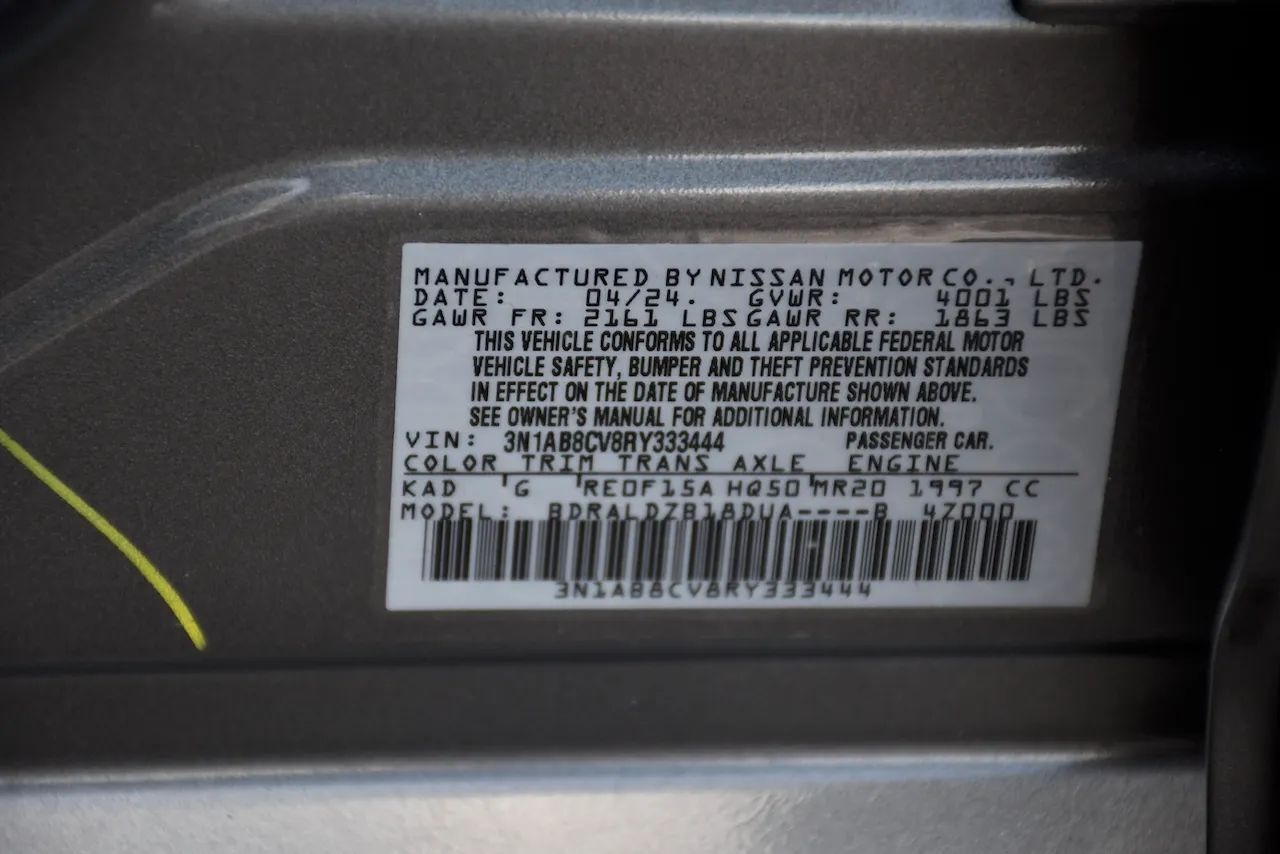 MANUFACTURED BY NISSAN MOTOR CO., LTD.
DATE: 04/24. GVWR: 4001 LBS
GAWR FR: 2161 LBS GAWR RR: 1863 LBS
THIS VEHICLE CONFORMS TO ALL APPLICABLE FEDERAL MOTOR
VEHICLE SAFETY, BUMPER AND THEFT PREVENTION STANDARDS
IN EFFECT ON THE DATE OF MANUFACTURE SHOWN ABOVE.
SEE OWNER'S MANUAL FOR ADDITIONAL INFORMATION.
VIN: 3N1AB8CV8RY333444 PASSENGER CAR.
COLOR TRIM TRANS AXLE ENGINE
KAD 'G 'RE0F15A HQ50 'MR20 1997 CC
MODEL: BDRALDZB18DUA----B 47000
3N1AB8CV8RY333444